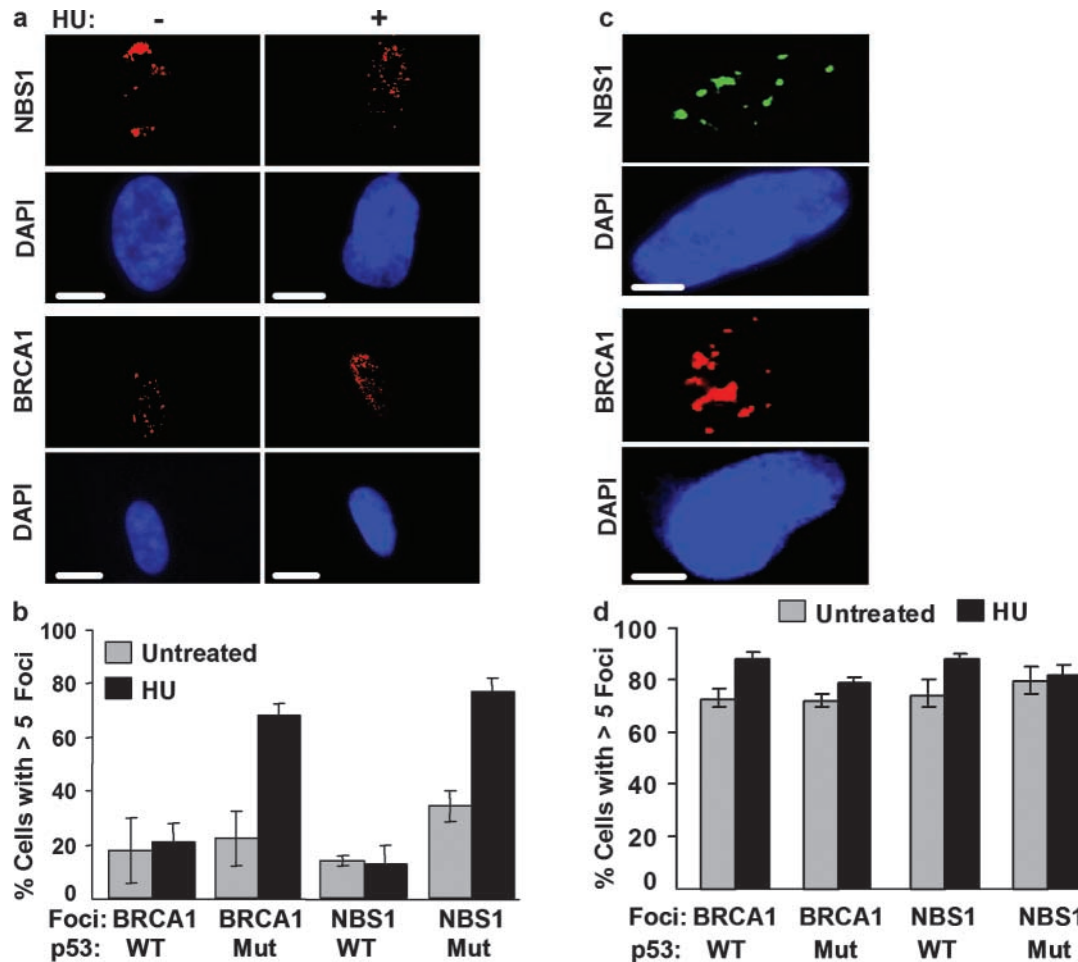 a
HU: - +
NBS1
DAPI
BRCA1
DAPI
b
% Cells with > 5 Foci
100
80
60
40
20
0
Untreated
HU
Foci: BRCA1 BRCA1 NBS1 NBS1
p53: WT Mut WT Mut
c
NBS1
DAPI
BRCA1
DAPI
d
Untreated HU
% Cells with > 5 Foci
100
80
60
40
20
0
Foci: BRCA1 BRCA1 NBS1 NBS1
p53: WT Mut WT Mut